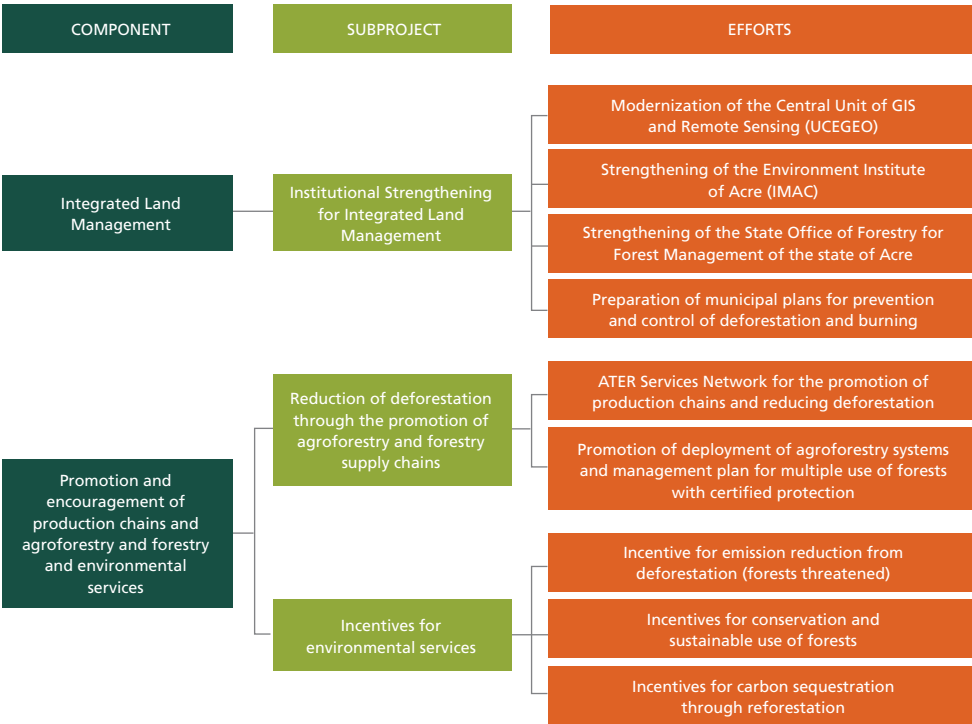 COMPONENT
SUBPROJECT
EFFORTS
Integrated Land
Management
Institutional Strengthening
for Integrated Land
Management
Modernization of the Central Unit of GIS
and Remote Sensing (UCEGEO)
Strengthening of the Environment Institute
of Acre (IMAC)
Strengthening of the State Office of Forestry for
Forest Management of the state of Acre
Preparation of municipal plans for prevention
and control of deforestation and burning
Promotion and
encouragement of
production chains and
agroforestry and forestry
and environmental
services
Reduction of deforestation
through the promotion of
agroforestry and forestry
supply chains
ATER Services Network for the promotion of
production chains and reducing deforestation
Promotion of deployment of agroforestry systems
and management plan for multiple use of forests
with certified protection
Incentives for
environmental services
Incentive for emission reduction from
deforestation (forests threatened)
Incentives for conservation and
sustainable use of forests
Incentives for carbon sequestration
through reforestation